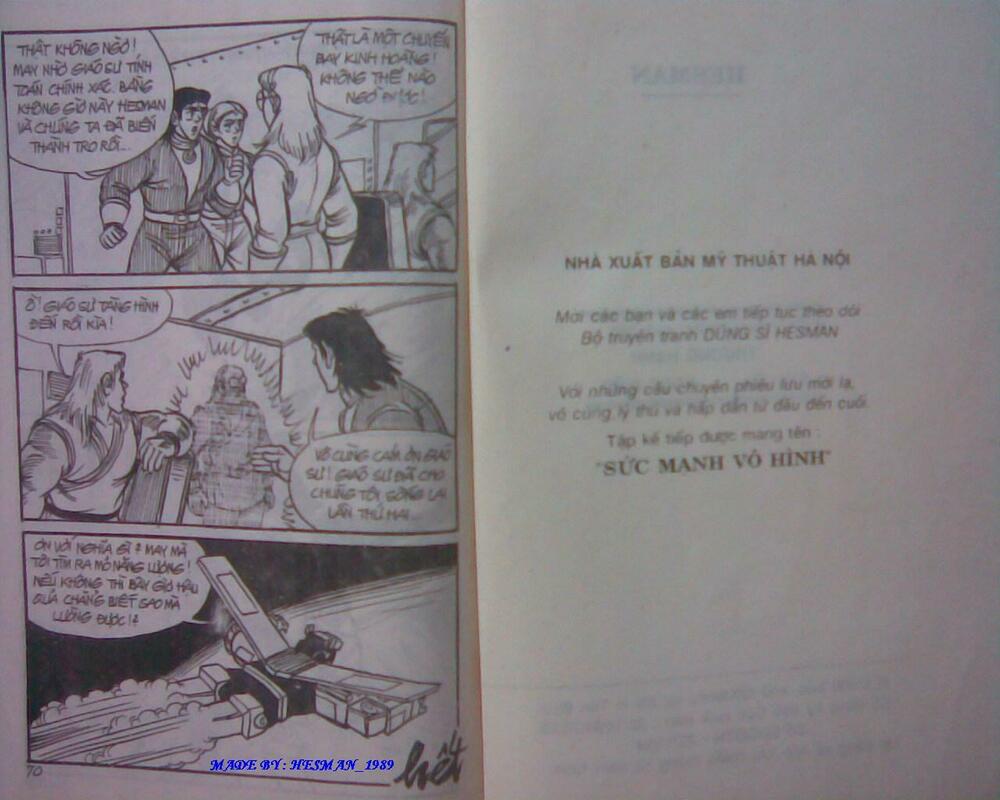 THẬT KHÔNG NGỜ!
MAY NHỜ GIÁO SƯ TÍNH
TOÁN CHÍNH XÁC. BẰNG
KHÔNG GIỜ NÀY HESMAN
VÀ CHÚNG TA ĐÃ BIẾN
THÀNH TRO RỒI...
THẬT LÀ MỘT CHUYẾN
BAY KINH HOÀNG!
KHÔNG THỂ NÀO
NGỜ ĐƯỢC!
Ồ! GIÁO SƯ TÀNG HÌNH
ĐẾN RỒI KÌA!
VÔ CÙNG CÁM ƠN GIÁO
SƯ! GIÁO SƯ ĐÃ CHO
CHÚNG TÔI SỐNG LẠI
LẦN THỨ HAI...
ƠN VỚI NGHĨA GÌ? MAY MÀ
TÔI TÌM RA MỎ NĂNG LƯỢNG!
NẾU KHÔNG THÌ BÂY GIỜ HẬU
QUẢ CHẲNG BIẾT SAO MÀ
LƯỜNG ĐƯỢC!?
hết
70
MADE BY: HESMAN_1989
HESMAN
NHÀ XUẤT BẢN MỸ THUẬT HÀ NỘI
Mời các bạn và các em tiếp tục theo dõi
Bộ truyện tranh DŨNG SĨ HESMAN
Với những câu chuyện phiêu lưu mới lạ,
vô cùng lý thú và hấp dẫn từ đầu đến cuối.
Tập kế tiếp được mang tên :
"SỨC MẠNH VÔ HÌNH"